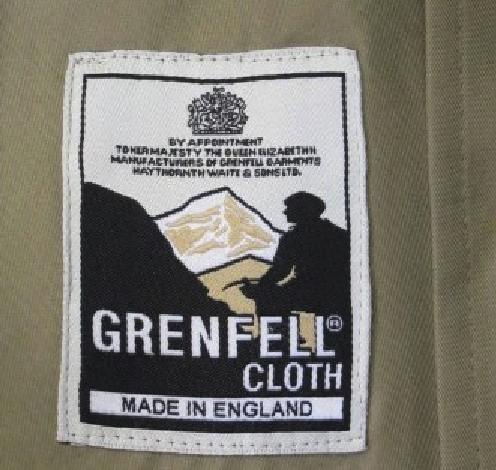 BY APPOINTMENT
TO HER MAJESTY THE QUEEN ELIZABETH II
MANUFACTURERS OF GRENFELL GARMENTS
HAYTHORNTHWAITE & SONS LTD.
GRENFELL®
CLOTH
MADE IN ENGLAND